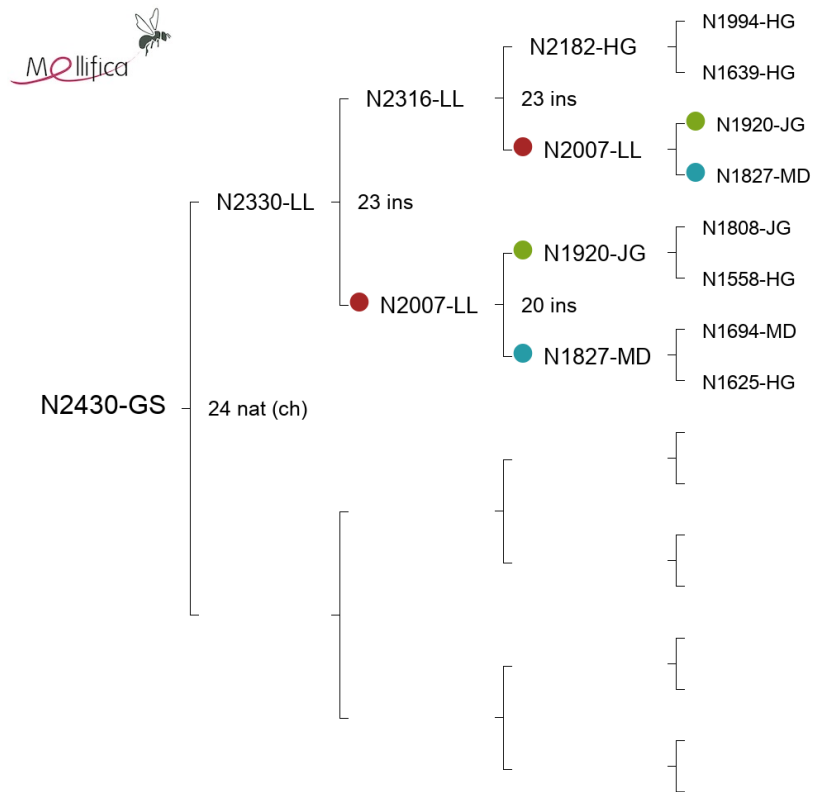 Mellifica
N1994-HG
N2182-HG
N1639-HG
N2316-LL
23 ins
N1920-JG
N2007-LL
N1827-MD
N2330-LL
23 ins
N1808-JG
N1920-JG
N1558-HG
N2007-LL
20 ins
N1694-MD
N1827-MD
N1625-HG
N2430-GS
24 nat (ch)